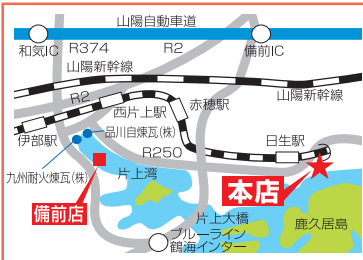 山陽自動車道
和気IC
R374
R2
備前IC
山陽新幹線
山陽新幹線
R2
西片上駅
赤穂駅
伊部駅
品川自煉瓦(株)
日生駅
R250
九州耐火煉瓦(株)
片上湾
本店
備前店
片上大橋
鹿久居島
ブルーライン
鶴海インター